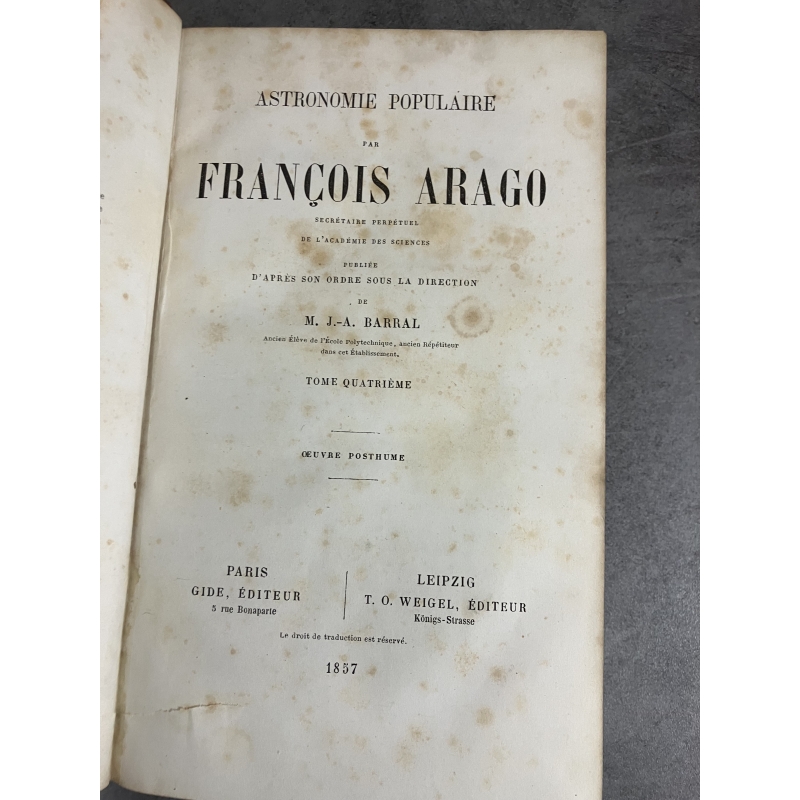 ASTRONOMIE POPULAIRE
PAR
FRANÇOIS ARAGO
SECRÉTAIRE PERPÉTUEL
DE L'ACADÉMIE DES SCIENCES
PUBLIÉE
D'APRÈS SON ORDRE SOUS LA DIRECTION
DE
M. J.-A. BARRAL
Ancien Élève de l'École Polytechnique, ancien Répétiteur
dans cet Établissement.
TOME QUATRIÈME
ŒUVRE POSTHUME
PARIS
GIDE, ÉDITEUR
5 rue Bonaparte
LEIPZIG
T. O. WEIGEL, ÉDITEUR
Königs-Strasse
Le droit de traduction est réservé.
1857